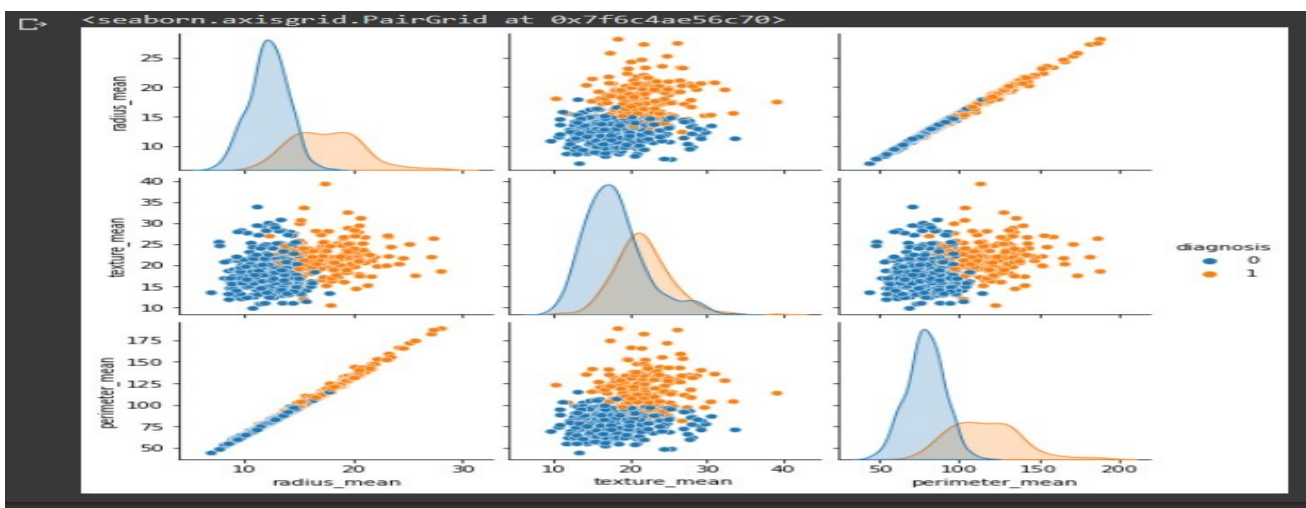 <seaborn.axisgrid.PairGrid at 0x7f6c4ae56c70>
25
20
15
10
radius_mean
40
35
30
25
20
15
10
texture_mean
diagnosis
0
1
175
150
125
100
75
50
perimeter_mean
10 20 30
10 20 30 40
50 100 150 200
radius_mean
texture_mean
perimeter_mean